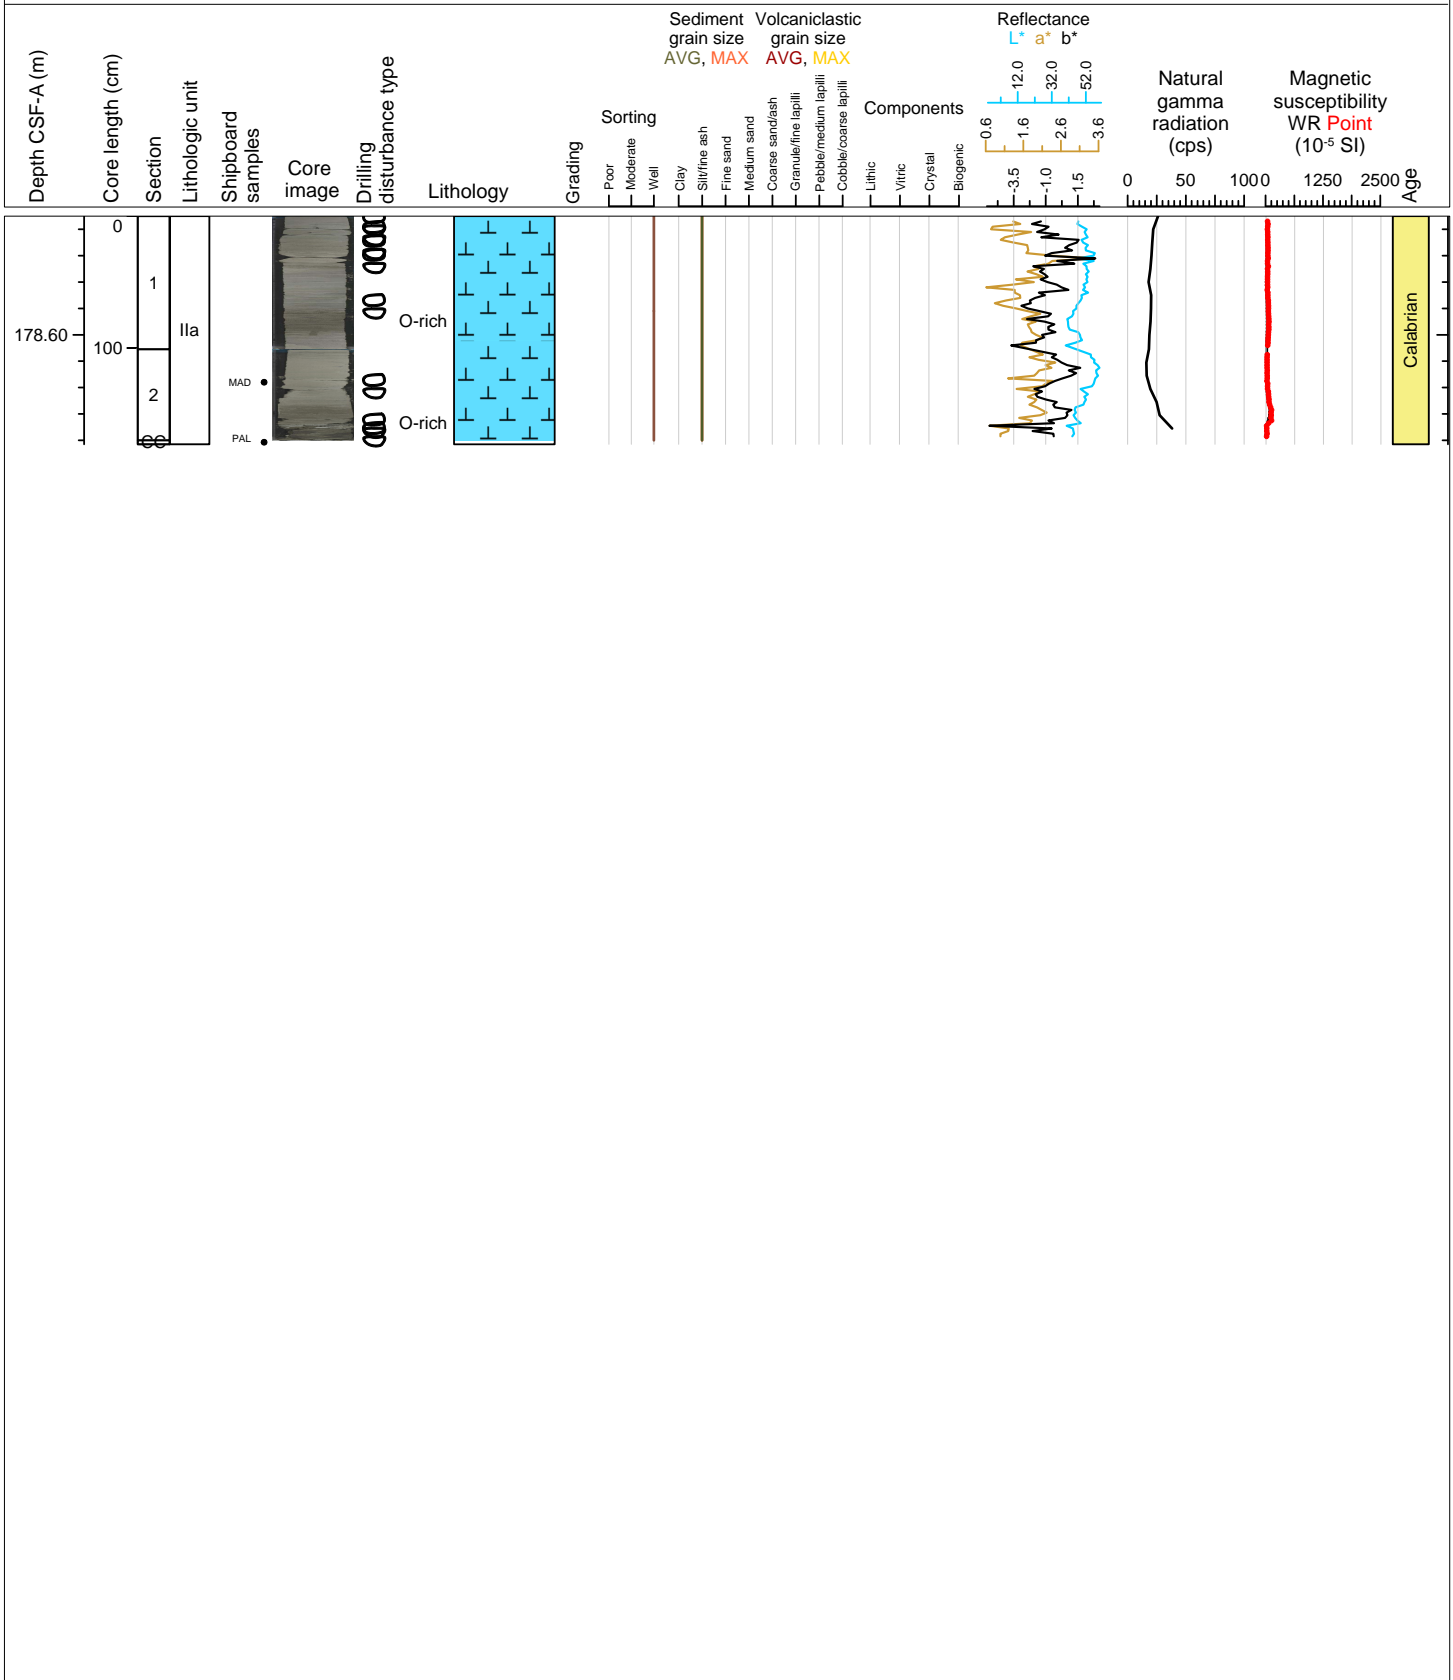 Depth CSF-A (m)
Core length (cm)
Section
Lithologic unit
Shipboard
samples
Core
image
Drilling
disturbance type
Lithology
Grading
Sorting
Poor
Moderate
Well
Sediment
grain size
AVG, MAX
Volcaniclastic
grain size
AVG, MAX
Clay
Silt/fine ash
Fine sand
Medium sand
Coarse sand/ash
Granule/fine lapilli
Pebble/medium lapilli
Cobble/coarse lapilli
Components
Lithic
Vitric
Crystal
Biogenic
Reflectance
L* a* b*
12.0 32.0 52.0
0.6 1.6 2.6 3.6
-3.5 -1.0 1.5
Natural
gamma
radiation
(cps)
0 50 100
Magnetic
susceptibility
WR Point
(10⁻⁵ SI)
0 1250 2500
Age
0
1
IIa
O-rich
Calabrian
178.60
100
2
MAD
O-rich
CC
PAL